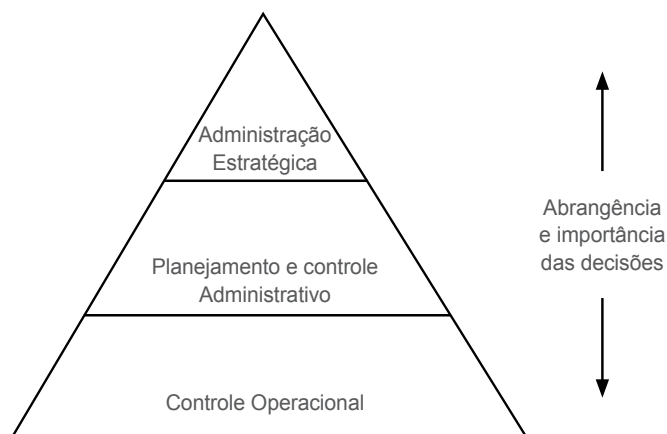 Administração
Estratégica
Planejamento e controle
Administrativo
Controle Operacional
Abrangência
e importância
das decisões